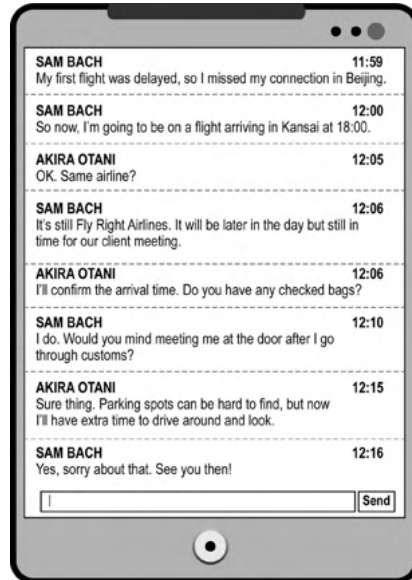 SAM BACH 11:59
My first flight was delayed, so I missed my connection in Beijing.
SAM BACH 12:00
So now, I'm going to be on a flight arriving in Kansai at 18:00.
AKIRA OTANI 12:05
OK. Same airline?
SAM BACH 12:06
It's still Fly Right Airlines. It will be later in the day but still in
time for our client meeting.
AKIRA OTANI 12:06
I'll confirm the arrival time. Do you have any checked bags?
SAM BACH 12:10
I do. Would you mind meeting me at the door after I go
through customs?
AKIRA OTANI 12:15
Sure thing. Parking spots can be hard to find, but now
I'll have extra time to drive around and look.
SAM BACH 12:16
Yes, sorry about that. See you then!
Send